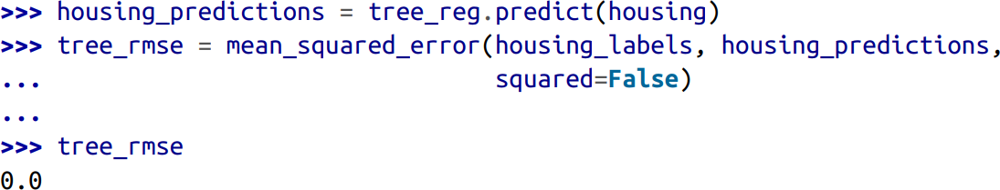 >>> housing_predictions = tree_reg.predict(housing)
>>> tree_rmse = mean_squared_error(housing_labels, housing_predictions,
...                                squared=False)
...
>>> tree_rmse
0.0